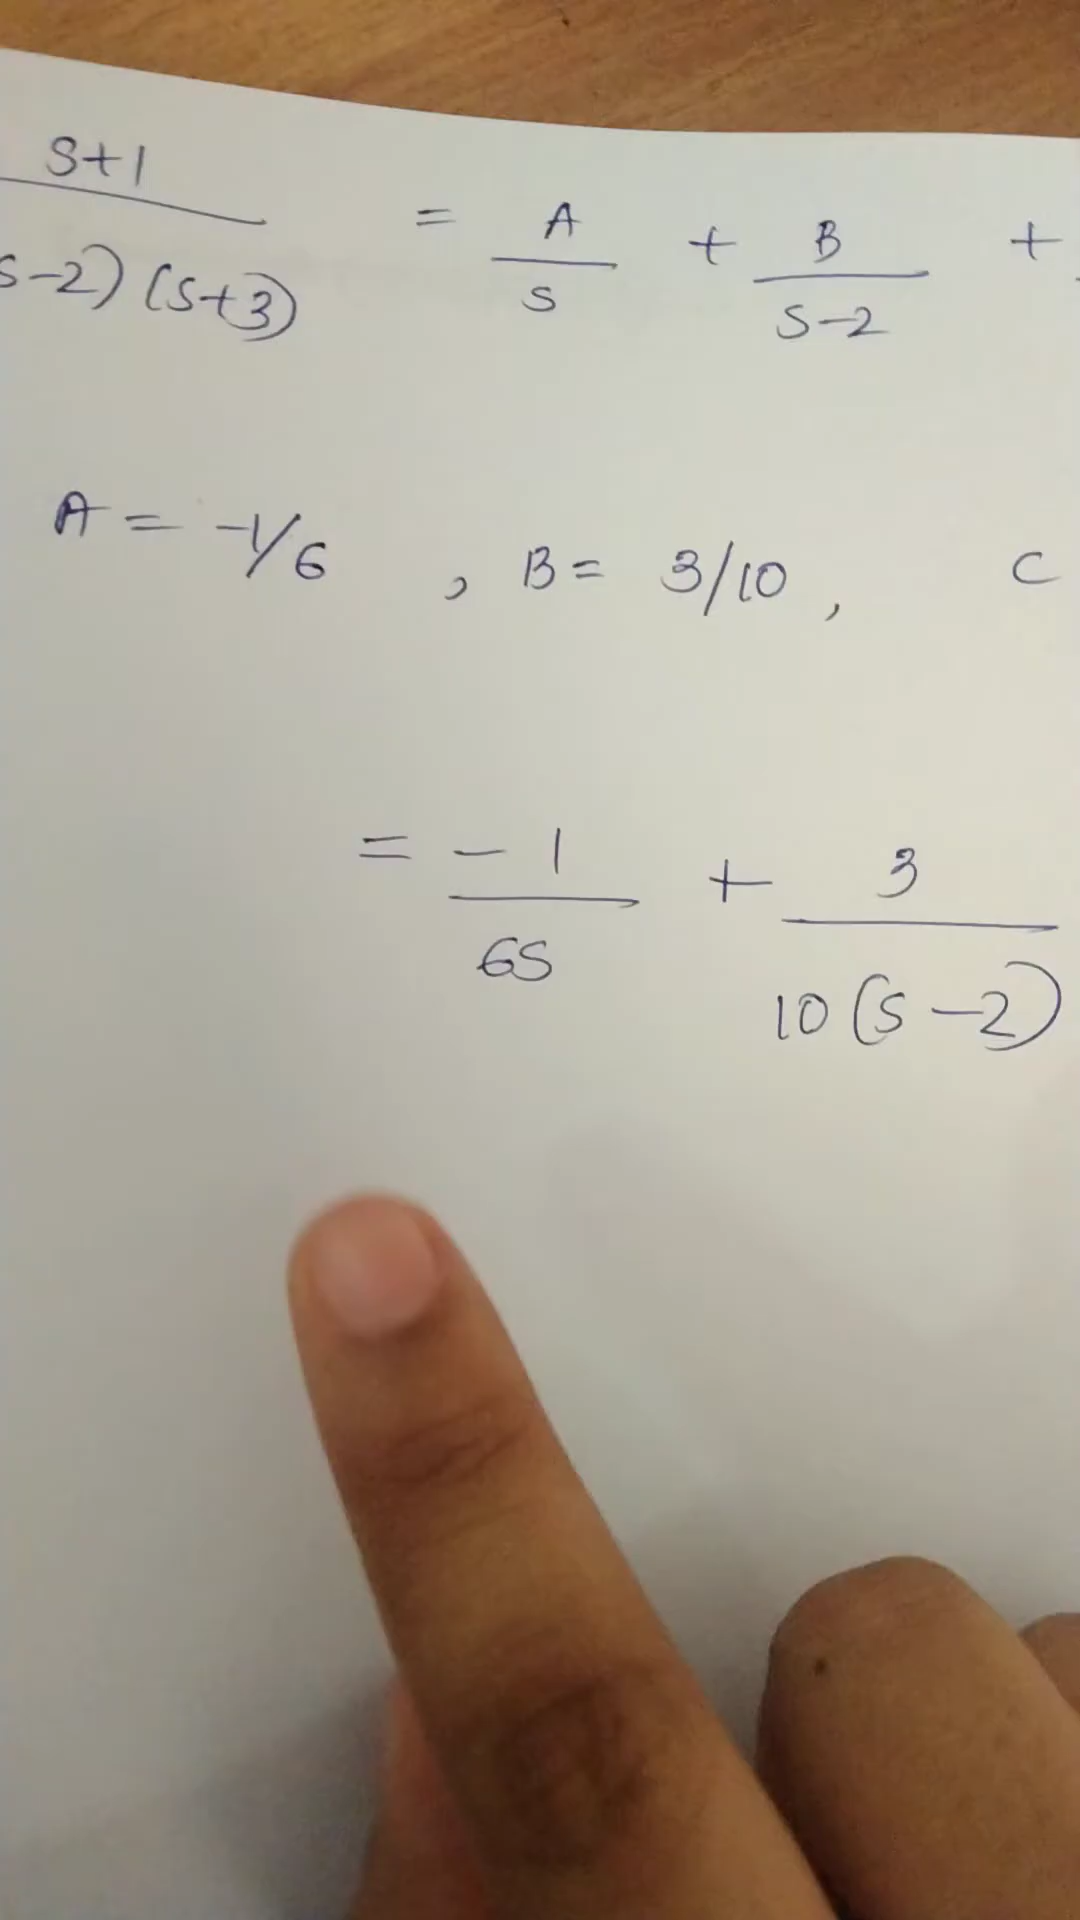 S+1
= A + B +
s-2) (s+3) s s-2
A = -1/6 , B = 3/10 , C
= -1 + 3
6s 10(s-2)